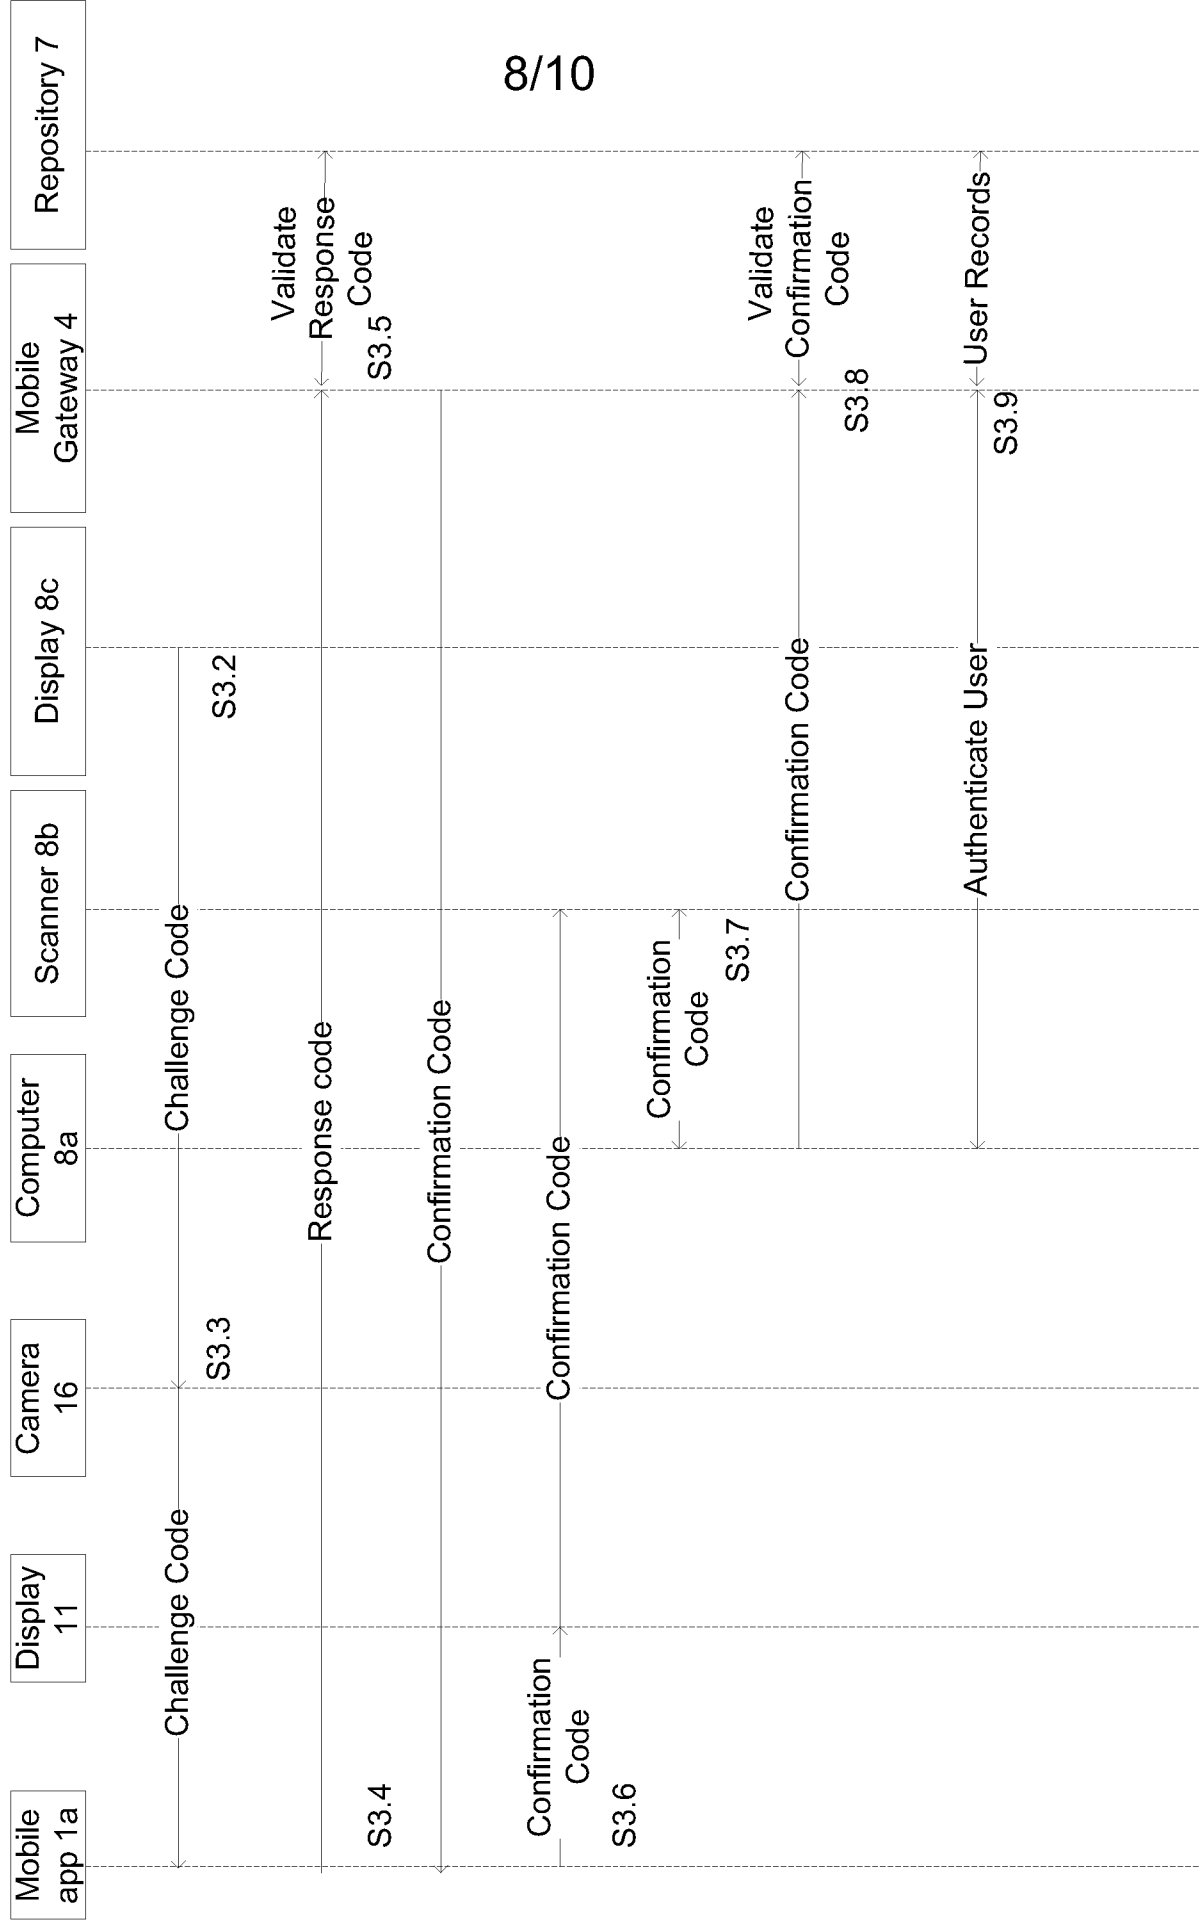 Mobile
app 1a
Display
11
Camera
16
Computer
8a
Scanner 8b
Display 8c
Mobile
Gateway 4
Repository 7
Challenge Code
Challenge Code
S3.3
S3.2
Response code
S3.4
Validate
Response
Code
S3.5
Confirmation Code
Confirmation
Code
S3.6
Confirmation Code
Confirmation
Code
S3.7
Confirmation Code
Validate
Confirmation
Code
S3.8
Authenticate User
User Records
S3.9
8/10